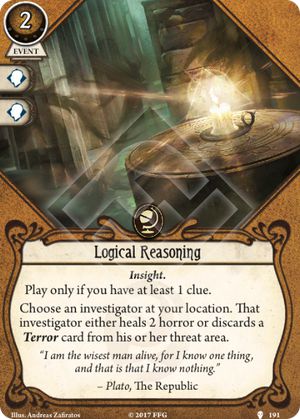 2
EVENT
Logical Reasoning
Insight.
Play only if you have at least 1 clue.
Choose an investigator at your location. That
investigator either heals 2 horror or discards a
Terror card from his or her threat area.
“I am the wisest man alive, for I know one thing,
and that is that I know nothing.”
– Plato, The Republic
Illus. Andreas Zafiratos
© 2017 FFG
191